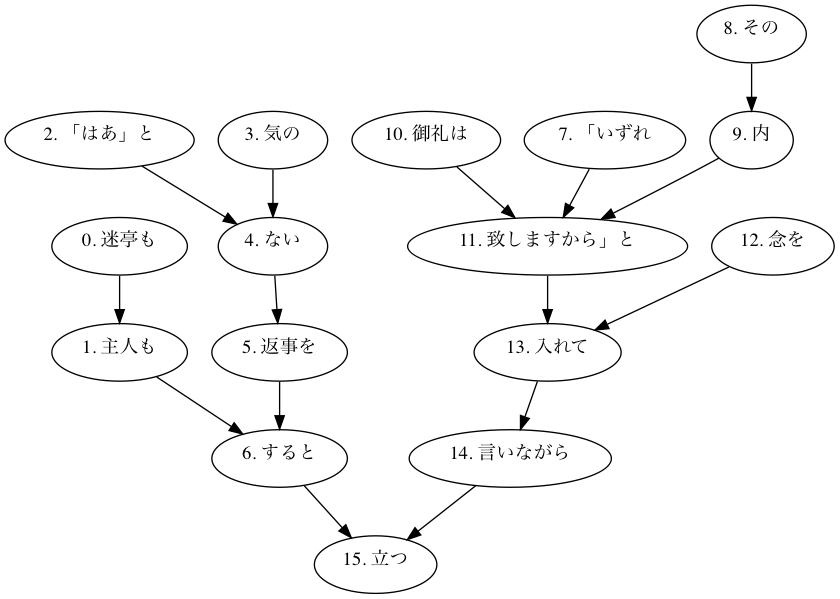 8. その
2. 「はあ」と
3. 気の
10. 御礼は
7. 「いずれ
9. 内
0. 迷亭も
4. ない
11. 致しますから」と
12. 念を
1. 主人も
5. 返事を
13. 入れて
6. すると
14. 言いながら
15. 立つ